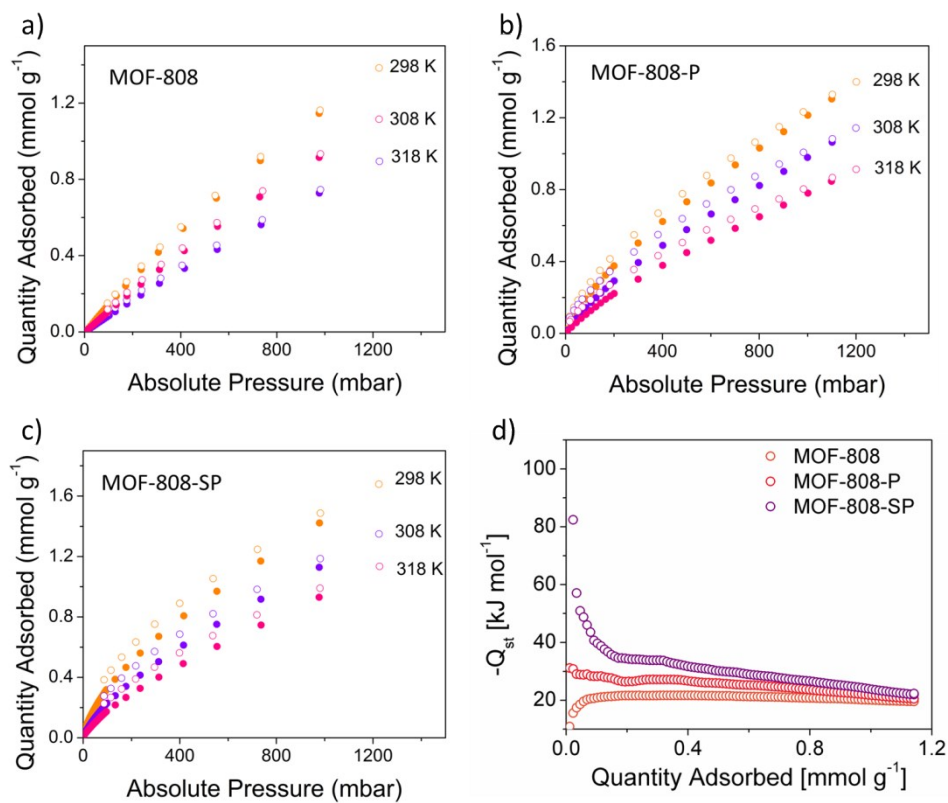 a)
MOF-808
298 K
308 K
318 K
Quantity Adsorbed (mmol g⁻¹)
1.2
0.8
0.4
0.0
0 400 800 1200
Absolute Pressure (mbar)
b)
MOF-808-P
298 K
308 K
318 K
Quantity Adsorbed (mmol g⁻¹)
1.6
1.2
0.8
0.4
0.0
0 400 800 1200
Absolute Pressure (mbar)
c)
MOF-808-SP
298 K
308 K
318 K
Quantity Adsorbed (mmol g⁻¹)
1.6
1.2
0.8
0.4
0.0
0 400 800 1200
Absolute Pressure (mbar)
d)
MOF-808
MOF-808-P
MOF-808-SP
-Qst [kJ mol⁻¹]
100
80
60
40
20
0.0 0.4 0.8 1.2
Quantity Adsorbed [mmol g⁻¹]